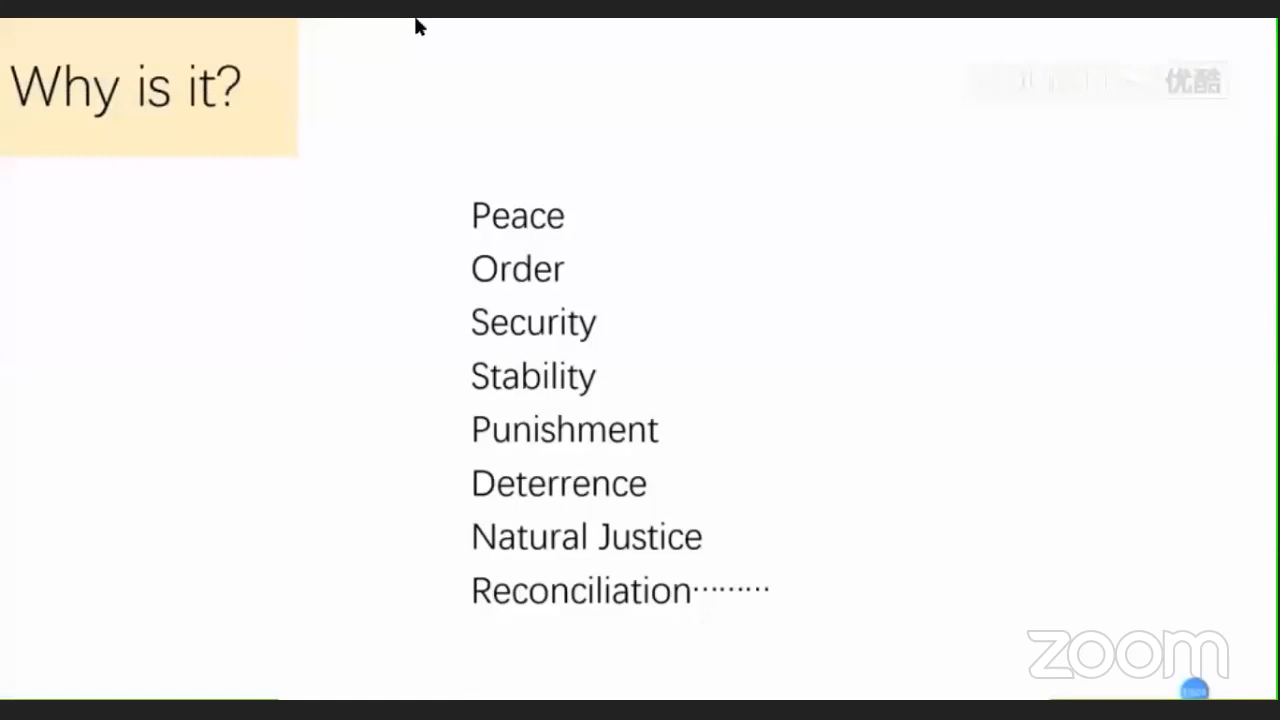 Why is it?
优酷
Peace
Order
Security
Stability
Punishment
Deterrence
Natural Justice
Reconciliation………
zoom